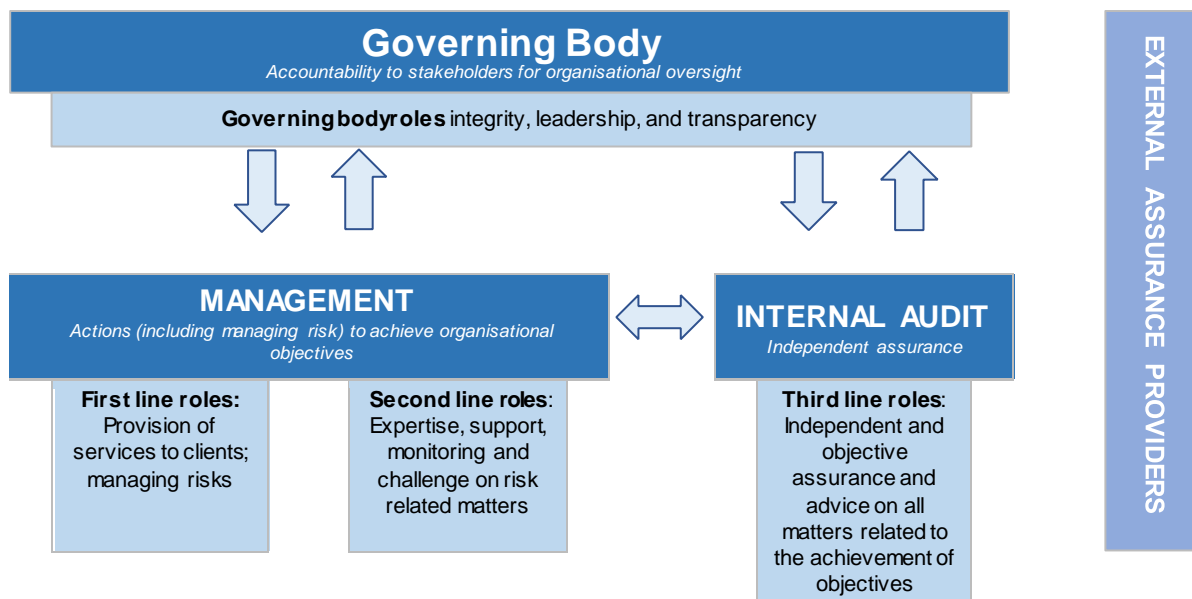 Governing Body
Accountability to stakeholders for organisational oversight
Governing body roles integrity, leadership, and transparency
MANAGEMENT
Actions (including managing risk) to achieve organisational
objectives
First line roles:
Provision of
services to clients;
managing risks
Second line roles:
Expertise, support,
monitoring and
challenge on risk
related matters
INTERNAL AUDIT
Independent assurance
Third line roles:
Independent and
objective
assurance and
advice on all
matters related to
the achievement of
objectives
EXTERNAL ASSURANCE PROVIDERS